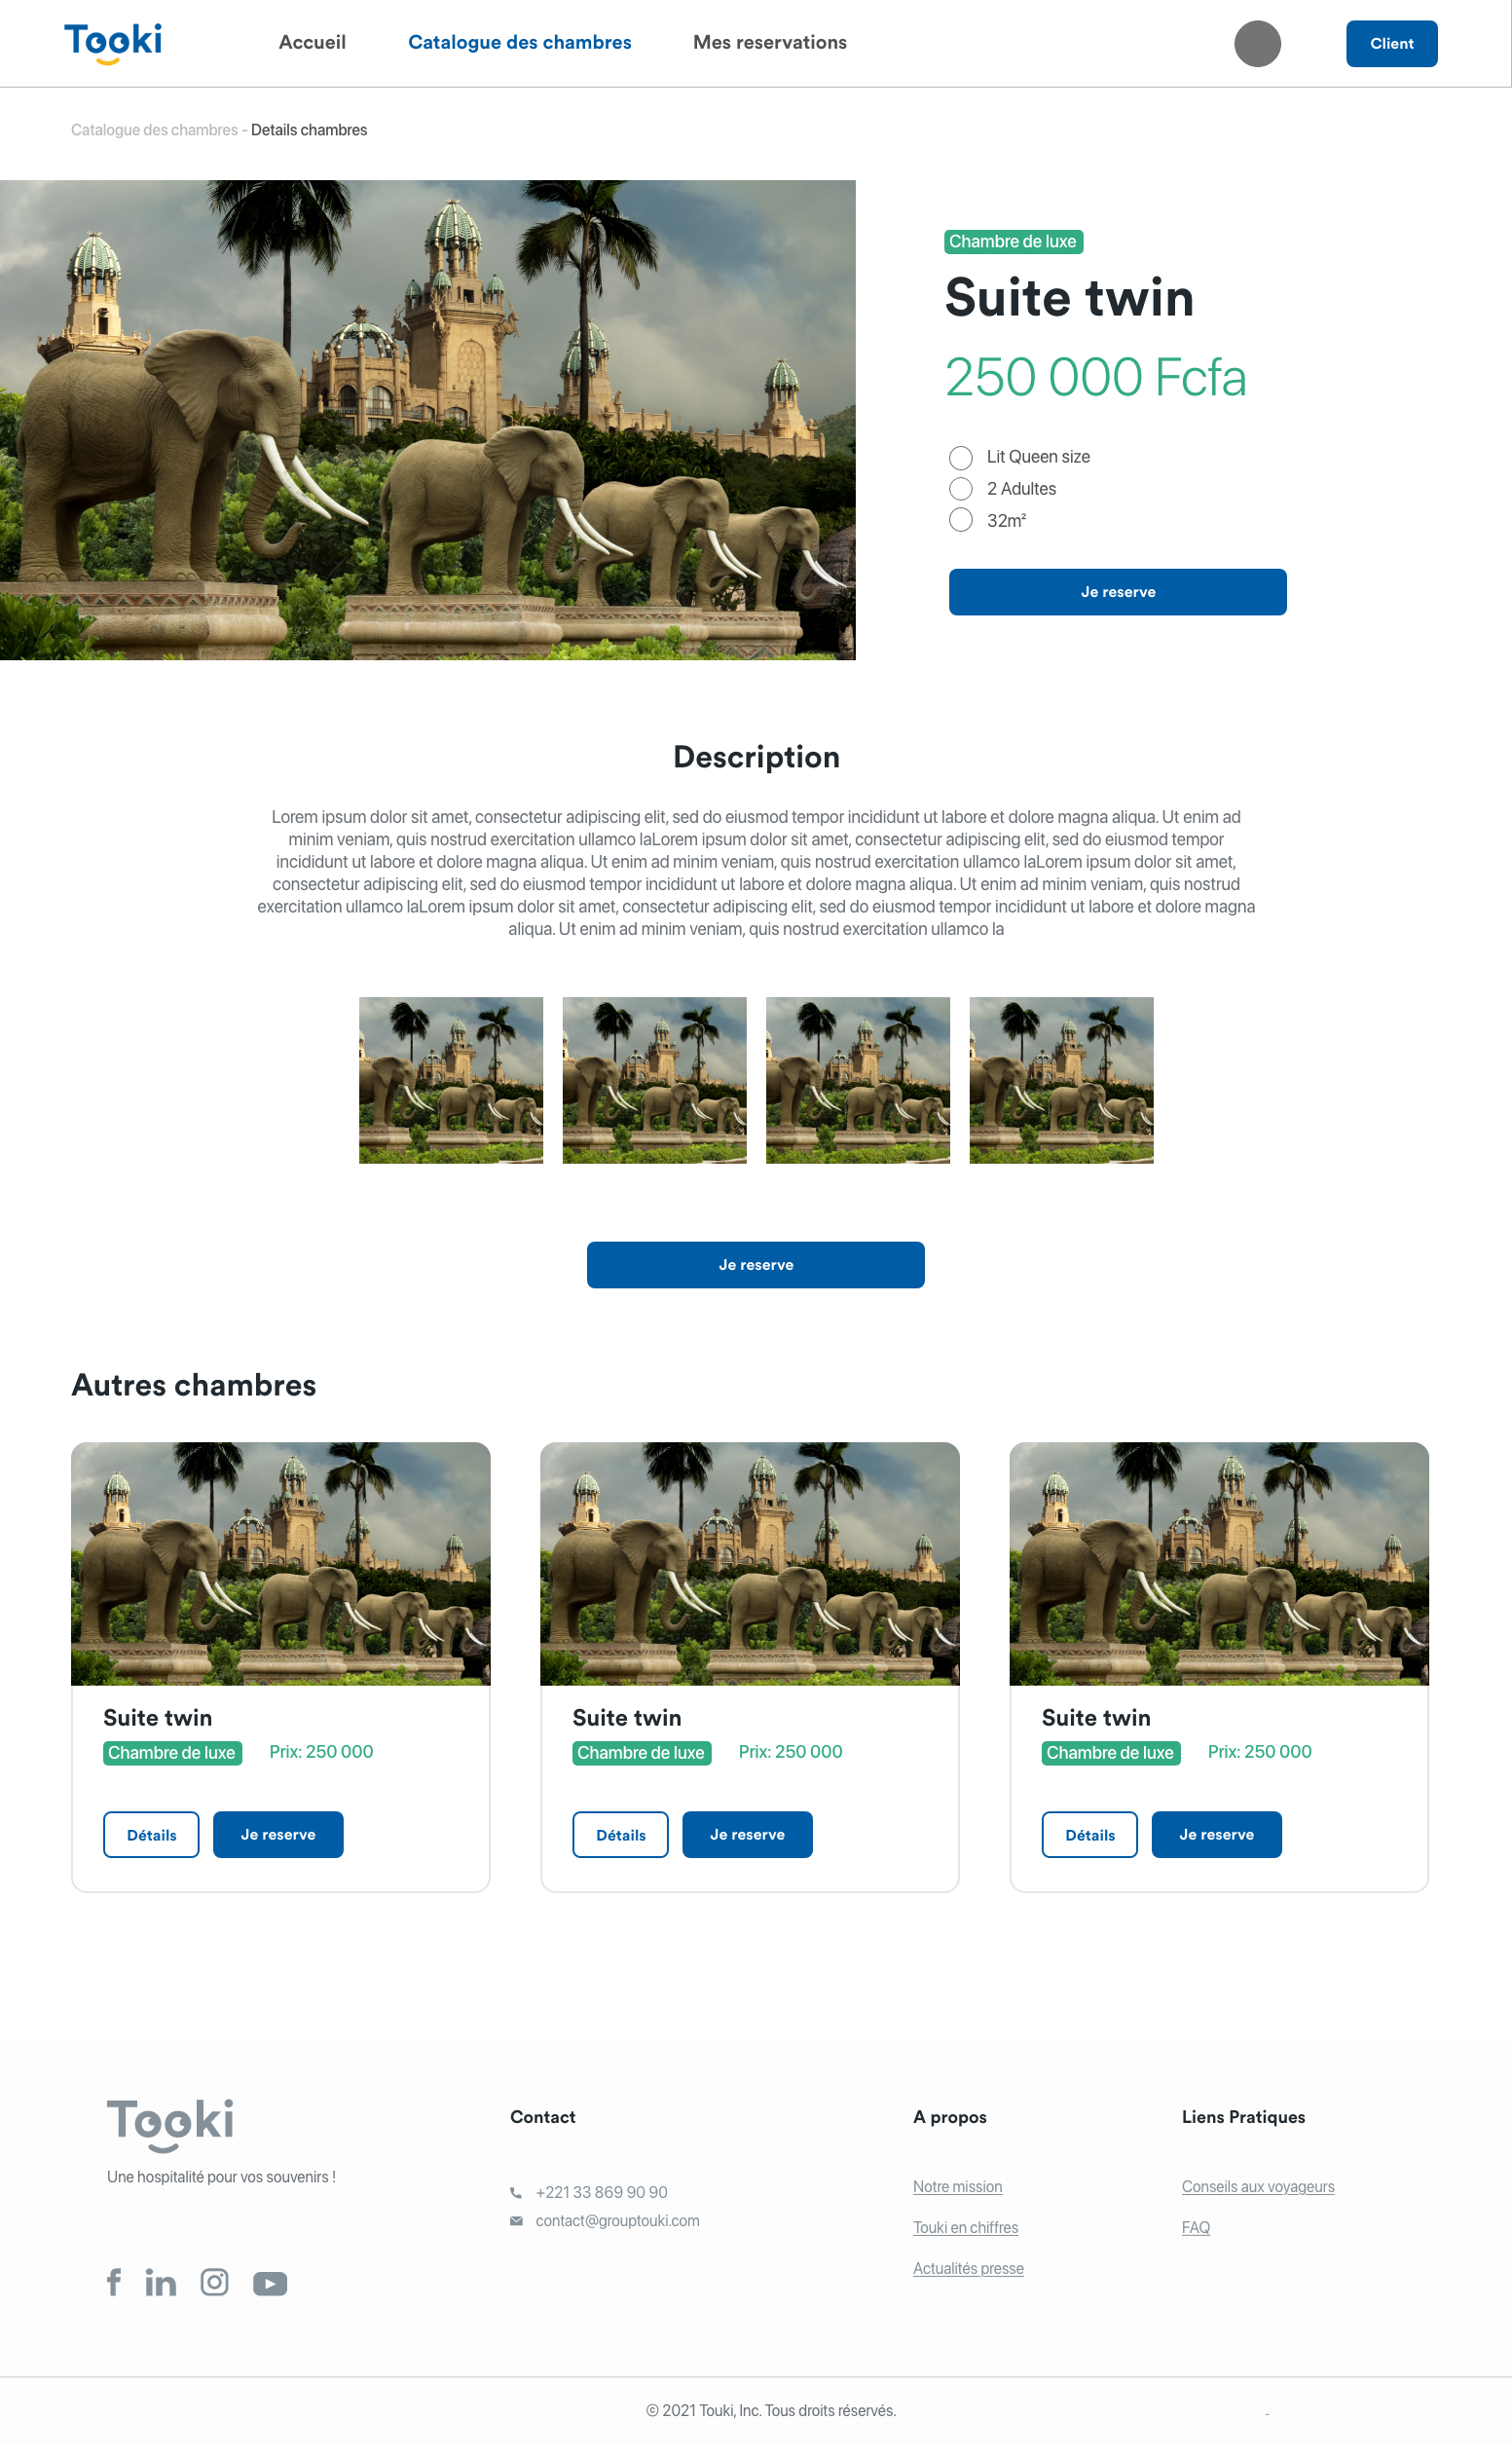 Tooki
Accueil
Catalogue des chambres
Mes reservations
Client
Catalogue des chambres - Details chambres
Chambre de luxe
Suite twin
250 000 Fcfa
Lit Queen size
2 Adultes
32m²
Je reserve
Description
Lorem ipsum dolor sit amet, consectetur adipiscing elit, sed do eiusmod tempor incididunt ut labore et dolore magna aliqua. Ut enim ad
minim veniam, quis nostrud exercitation ullamco laLorem ipsum dolor sit amet, consectetur adipiscing elit, sed do eiusmod tempor
incididunt ut labore et dolore magna aliqua. Ut enim ad minim veniam, quis nostrud exercitation ullamco laLorem ipsum dolor sit amet,
consectetur adipiscing elit, sed do eiusmod tempor incididunt ut labore et dolore magna aliqua. Ut enim ad minim veniam, quis nostrud
exercitation ullamco laLorem ipsum dolor sit amet, consectetur adipiscing elit, sed do eiusmod tempor incididunt ut labore et dolore magna
aliqua. Ut enim ad minim veniam, quis nostrud exercitation ullamco la
Je reserve
Autres chambres
Suite twin
Chambre de luxe Prix: 250 000
Détails Je reserve
Suite twin
Chambre de luxe Prix: 250 000
Détails Je reserve
Suite twin
Chambre de luxe Prix: 250 000
Détails Je reserve
Tooki
Une hospitalité pour vos souvenirs !
Contact
+221 33 869 90 90
contact@grouptouki.com
A propos
Notre mission
Touki en chiffres
Actualités presse
Liens Pratiques
Conseils aux voyageurs
FAQ
© 2021 Touki, Inc. Tous droits réservés.
-